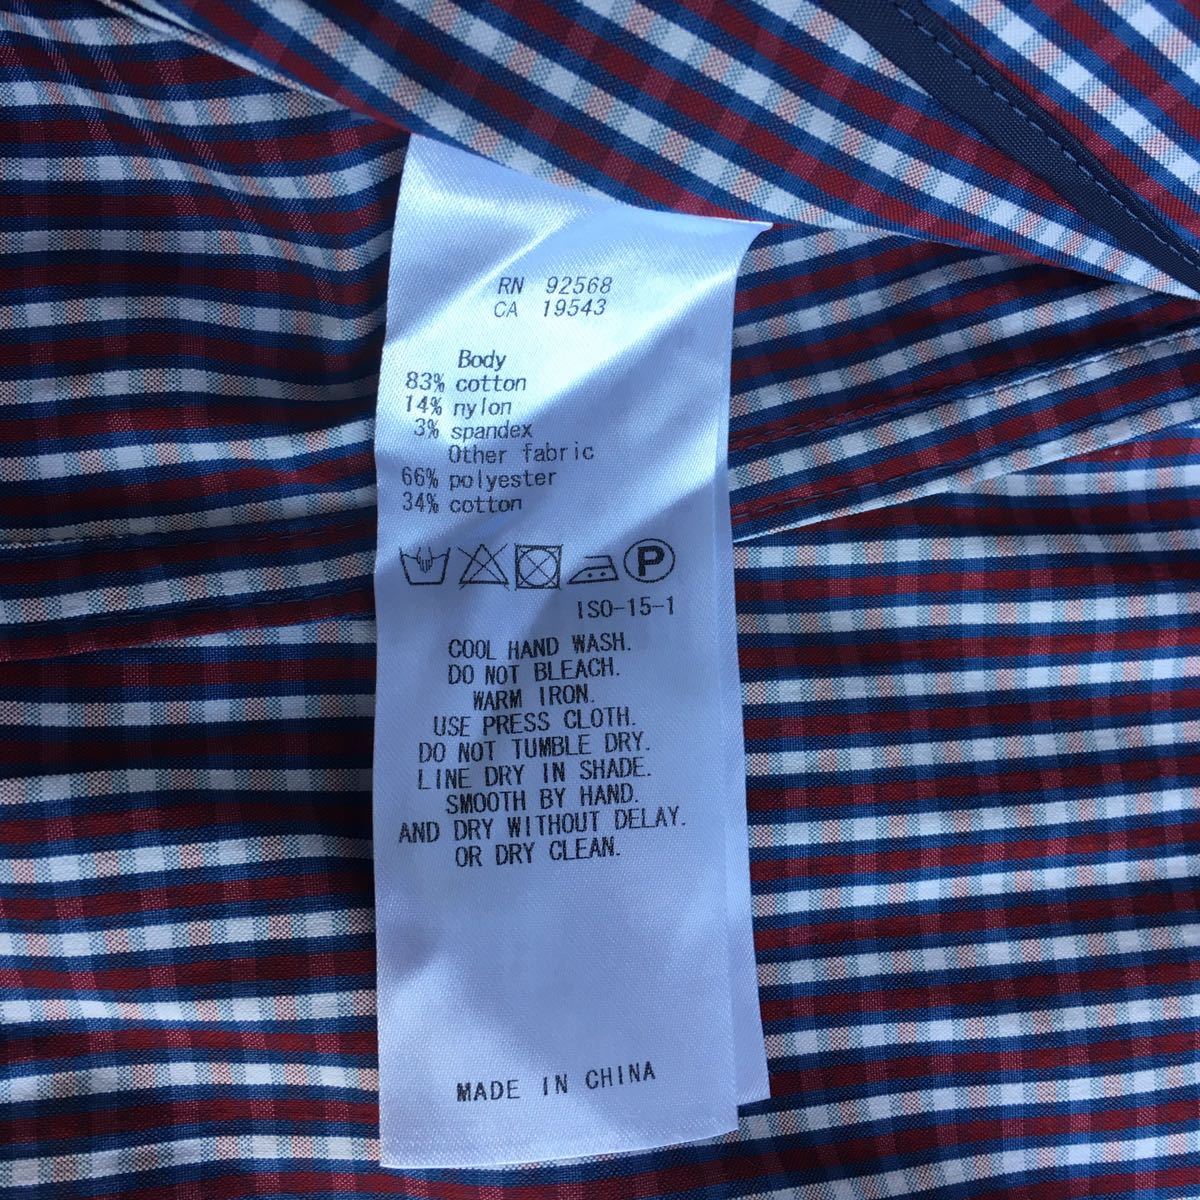 RN 92568
CA 19543
Body
83% cotton
14% nylon
3% spandex
Other fabric
66% polyester
34% cotton
P
ISO-15-1
COOL HAND WASH.
DO NOT BLEACH.
WARM IRON.
USE PRESS CLOTH.
DO NOT TUMBLE DRY.
LINE DRY IN SHADE.
SMOOTH BY HAND.
AND DRY WITHOUT DELAY.
OR DRY CLEAN.
MADE IN CHINA